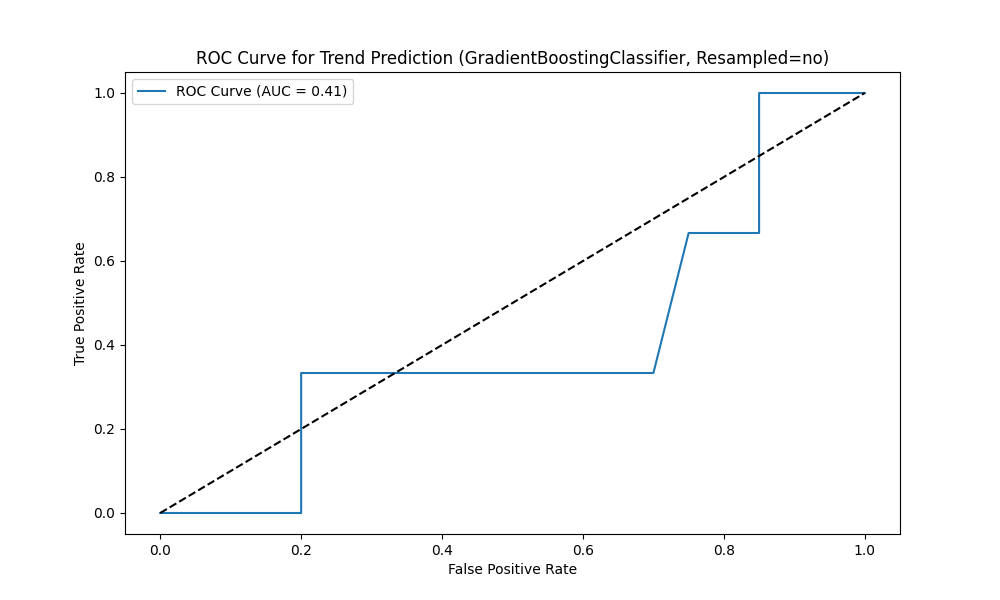 ROC Curve for Trend Prediction (GradientBoostingClassifier, Resampled=no)
ROC Curve (AUC = 0.41)
1.0
0.8
0.6
0.4
0.2
0.0
True Positive Rate
0.0 0.2 0.4 0.6 0.8 1.0
False Positive Rate